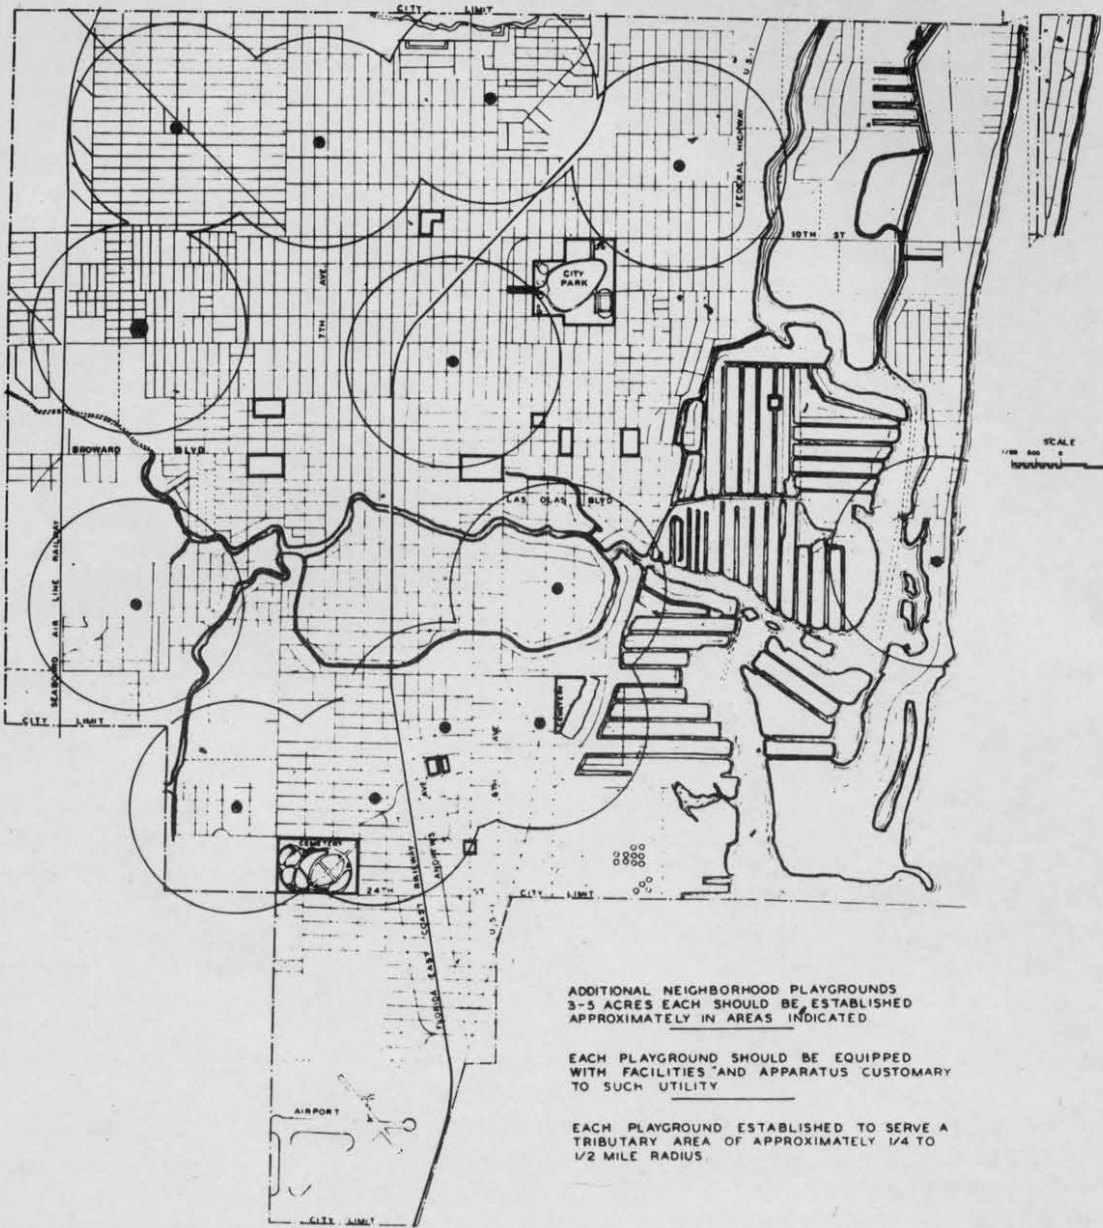 CITY LIMIT
U.S.-1
FEDERAL HIGHWAY
10TH ST
CITY
PARK
7TH AVE.
BROWARD BLVD.
SCALE
LAS OLAS BLVD
SEABOARD AIR LINE RAILWAY
CITY LIMIT
CEMETERY
6TH AVE
ANDREWS AVE
CEMETERY
24TH ST
CITY LIMIT
U.S.-1
FLORIDA EAST COAST RAILWAY
AIRPORT
CITY LIMIT
ADDITIONAL NEIGHBORHOOD PLAYGROUNDS
3-5 ACRES EACH SHOULD BE ESTABLISHED
APPROXIMATELY IN AREAS INDICATED
EACH PLAYGROUND SHOULD BE EQUIPPED
WITH FACILITIES AND APPARATUS CUSTOMARY
TO SUCH UTILITY
EACH PLAYGROUND ESTABLISHED TO SERVE A
TRIBUTARY AREA OF APPROXIMATELY 1/4 TO
1/2 MILE RADIUS.